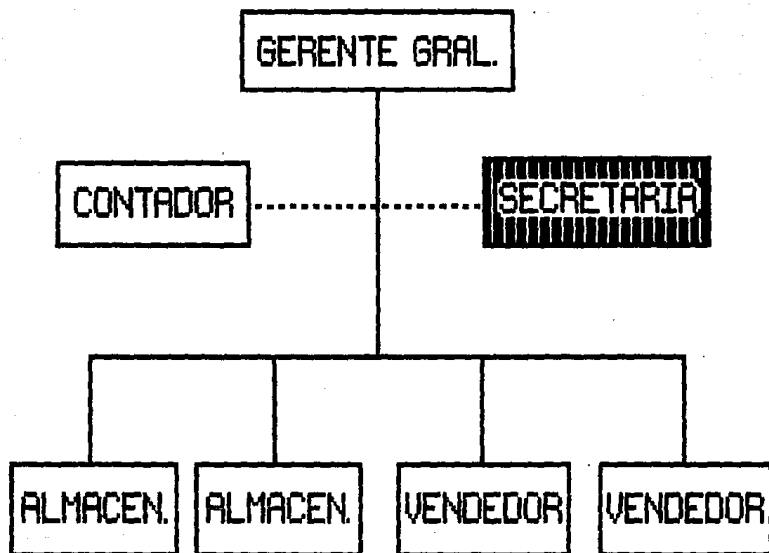 GERENTE GRAL.
CONTADOR
SECRETARIA
ALMACEN.
ALMACEN.
VENDEDOR
VENDEDOR.